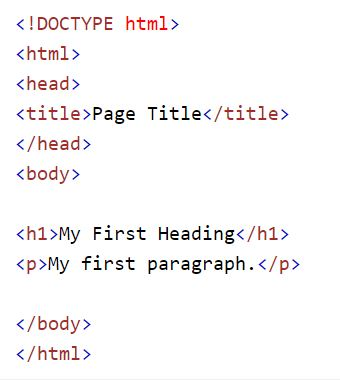 <!DOCTYPE html>
<html>
<head>
<title>Page Title</title>
</head>
<body>
<h1>My First Heading</h1>
<p>My first paragraph.</p>
</body>
</html>